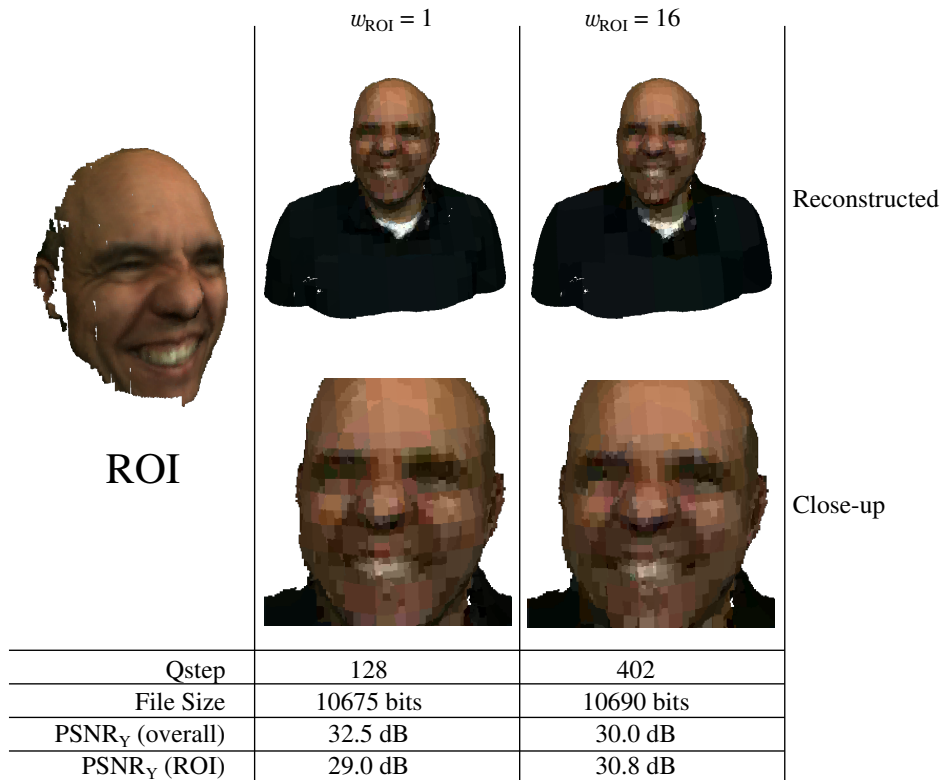 w_ROI = 1 w_ROI = 16
Reconstructed
ROI
Close-up
Qstep 128 402
File Size 10675 bits 10690 bits
PSNR_Y (overall) 32.5 dB 30.0 dB
PSNR_Y (ROI) 29.0 dB 30.8 dB